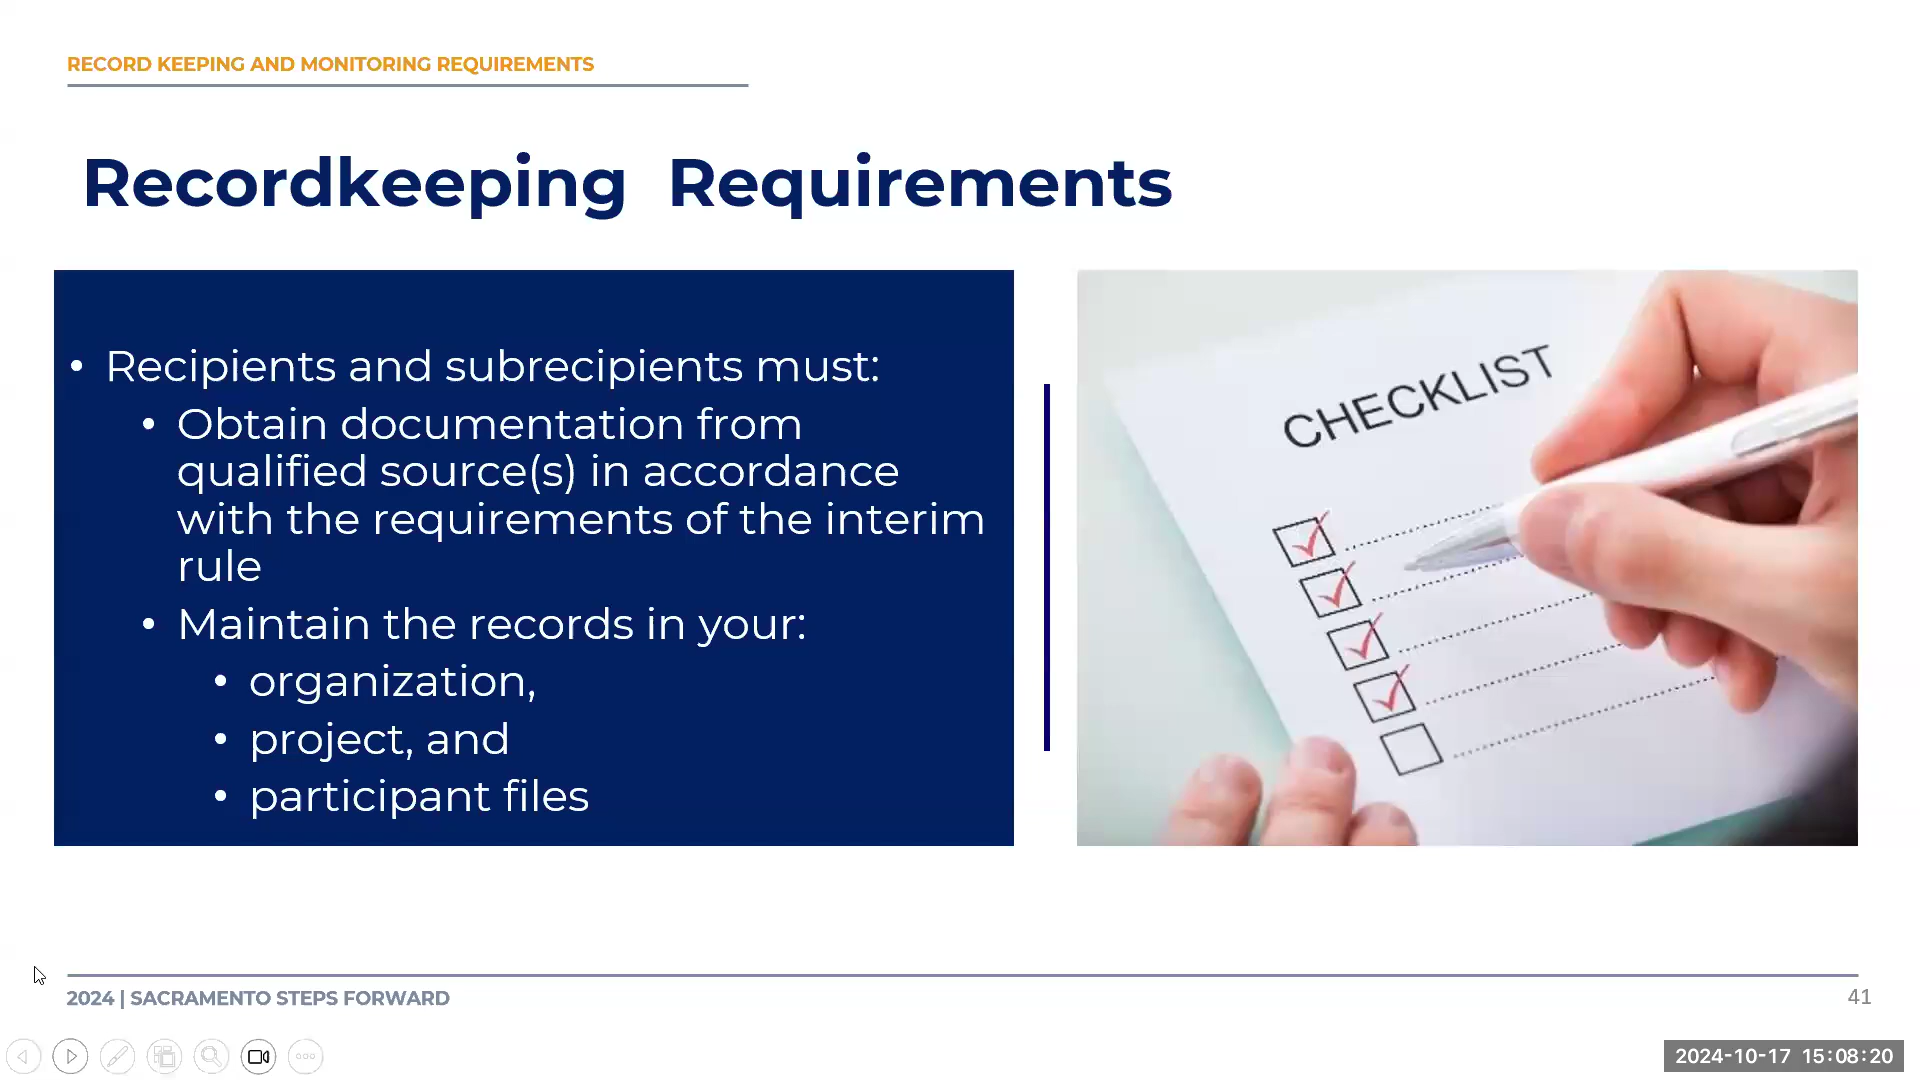 RECORD KEEPING AND MONITORING REQUIREMENTS
Recordkeeping Requirements
• Recipients and subrecipients must:
• Obtain documentation from
qualified source(s) in accordance
with the requirements of the interim
rule
• Maintain the records in your:
• organization,
• project, and
• participant files
CHECKLIST
2024 | SACRAMENTO STEPS FORWARD
41
2024-10-17 15:08:20